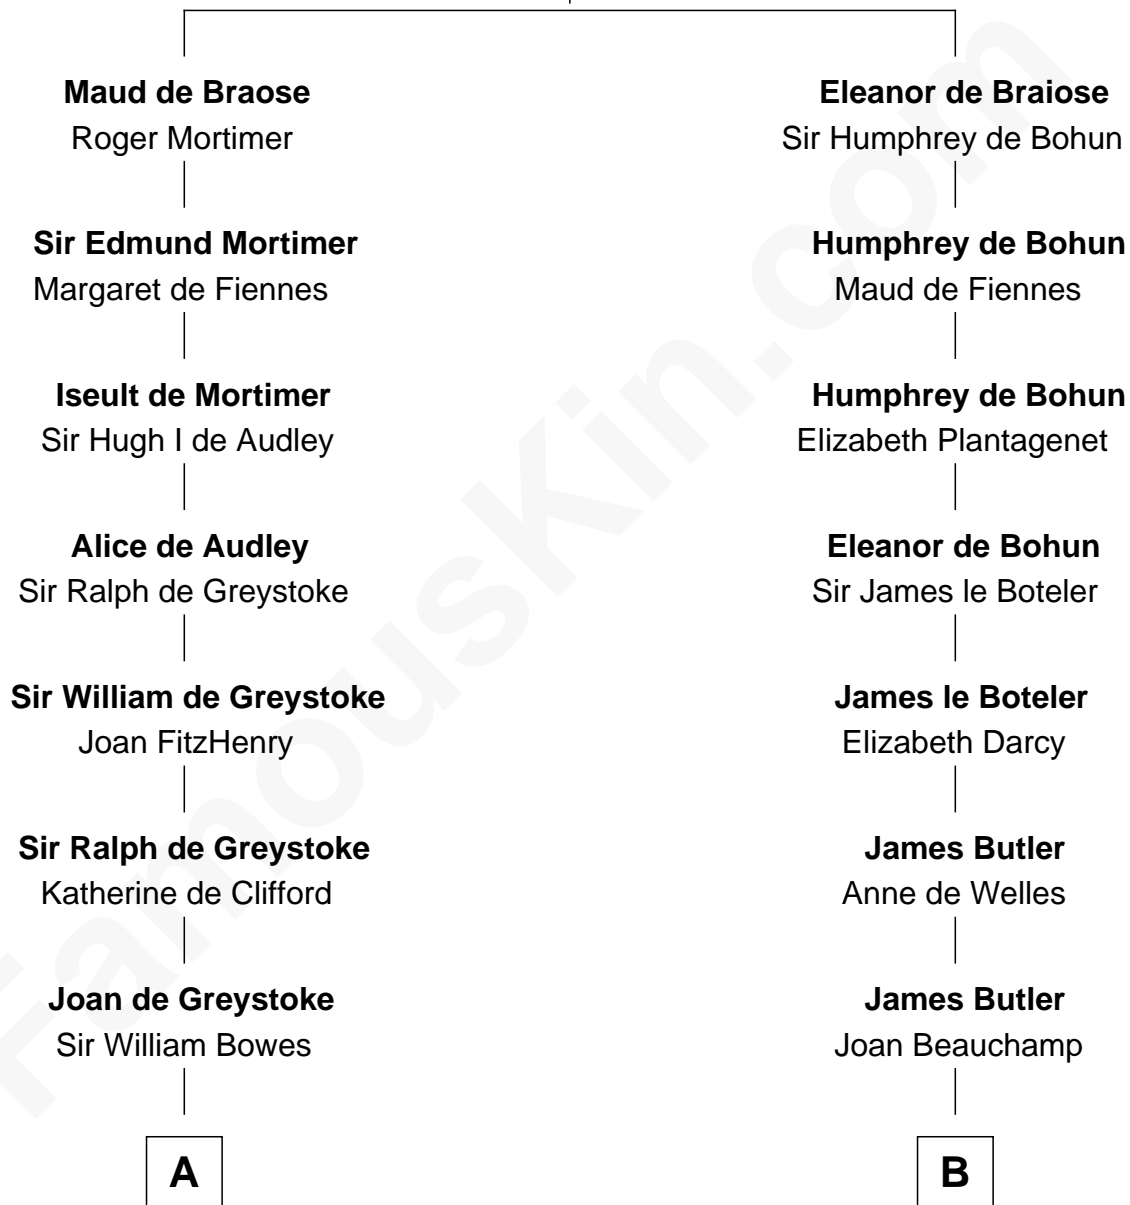 Maud de Braose
Roger Mortimer
Sir Edmund Mortimer
Margaret de Fiennes
Iseult de Mortimer
Sir Hugh I de Audley
Alice de Audley
Sir Ralph de Greystoke
Sir William de Greystoke
Joan FitzHenry
Sir Ralph de Greystoke
Katherine de Clifford
Joan de Greystoke
Sir William Bowes
A
Eleanor de Braiose
Sir Humphrey de Bohun
Humphrey de Bohun
Maud de Fiennes
Humphrey de Bohun
Elizabeth Plantagenet
Eleanor de Bohun
Sir James le Boteler
James le Boteler
Elizabeth Darcy
James Butler
Anne de Welles
James Butler
Joan Beauchamp
B
FamousKin.com